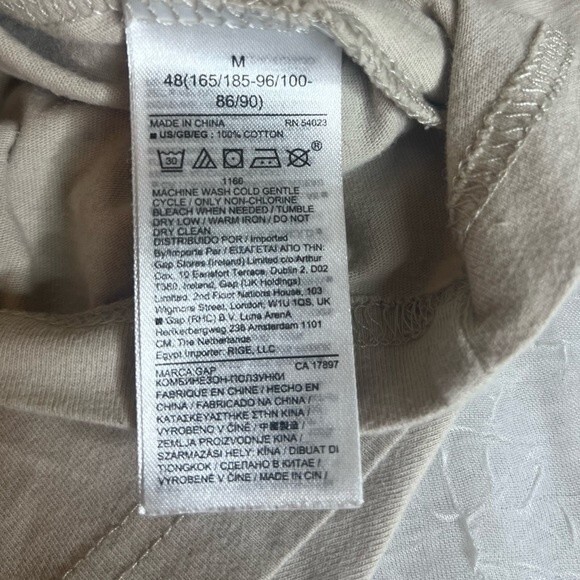 M
48(165/185-96/100-
86/90)
MADE IN CHINA RN 54023
■ US/GB/EG : 100% COTTON
30 ®
1166
MACHINE WASH COLD GENTLE
CYCLE / ONLY NON-CHLORINE
BLEACH WHEN NEEDED / TUMBLE
DRY LOW / WARM IRON / DO NOT
DRY CLEAN
DISTRIBUIDO POR / Imported
By/Importe Par / ΕΙΣΑΓΕΤΑΙ ΑΠΟ ΤΗΝ:
Gap Stores (Ireland) Limited c/o Arthur
Cox, 10 Earlsfort Terrace, Dublin 2, D02
T380, Ireland, Gap (UK Holdings)
Limited. 2nd Floor Nations House, 103
Wigmore Street, London, W1U 1QS, UK
■ Gap (RHC) B.V. Luna ArenA
Herikerbergweg 238 Amsterdam 1101
CM. The Netherlands
Egypt Importer: RIGE, LLC
MARCA GAP CA 17897
КОМБИНЕЗОН-ПОЛЗУНКИ
FABRIQUE EN CHINE / HECHO EN
CHINA / FABRICADO NA CHINA /
ΚΑΤΑΣΚΕΥΑΣΤΗΚΕ ΣΤΗΝ ΚΙΝΑ /
VYROBENO V ČÍNĚ / 中國製造 /
ZEMLJA PROIZVODNJE KINA /
SZÁRMAZÁSI HELY: KÍNA / DIBUAT DI
TIONGKOK / СДЕЛАНО В КИТАЕ /
VYROBENÉ V ČÍNE / MADE IN CIN /